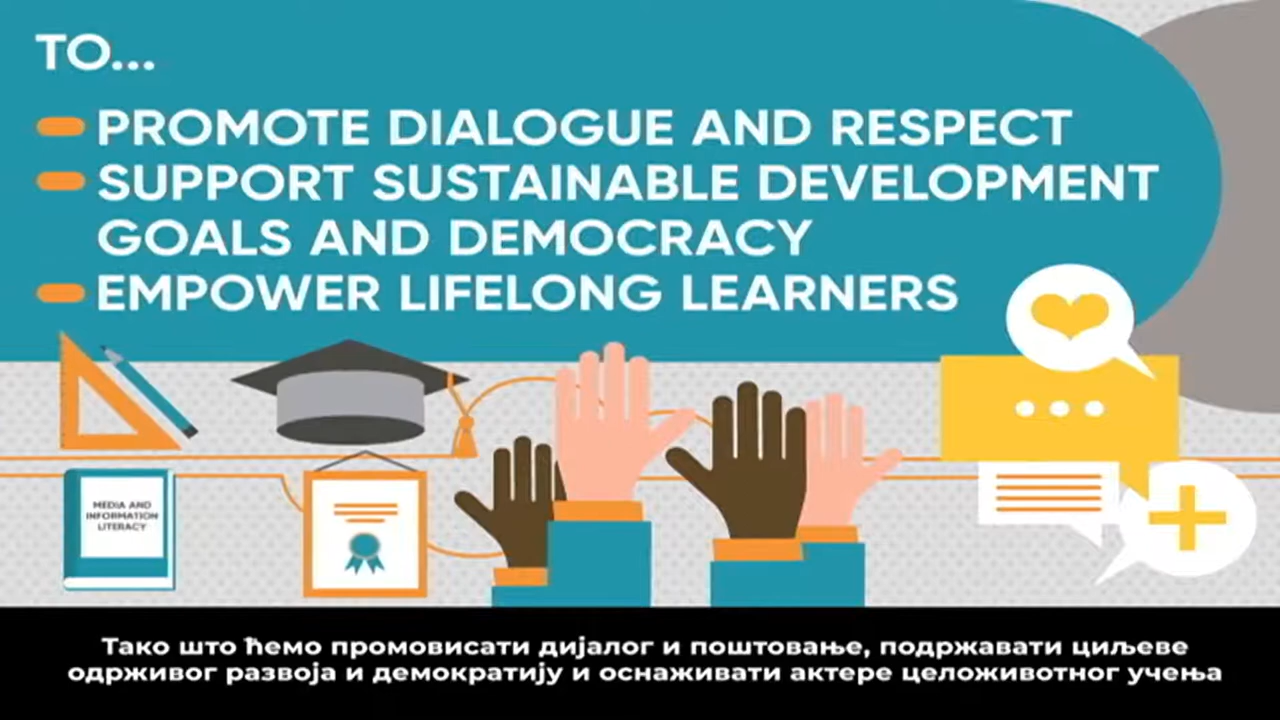 TO...
PROMOTE DIALOGUE AND RESPECT
SUPPORT SUSTAINABLE DEVELOPMENT
GOALS AND DEMOCRACY
EMPOWER LIFELONG LEARNERS
MEDIA AND
INFORMATION
LITERACY
Тако што ћемо промовисати дијалог и поштовање, подржавати циљеве
одрживог развоја и демократију и оснаживати актере целоживотног учења